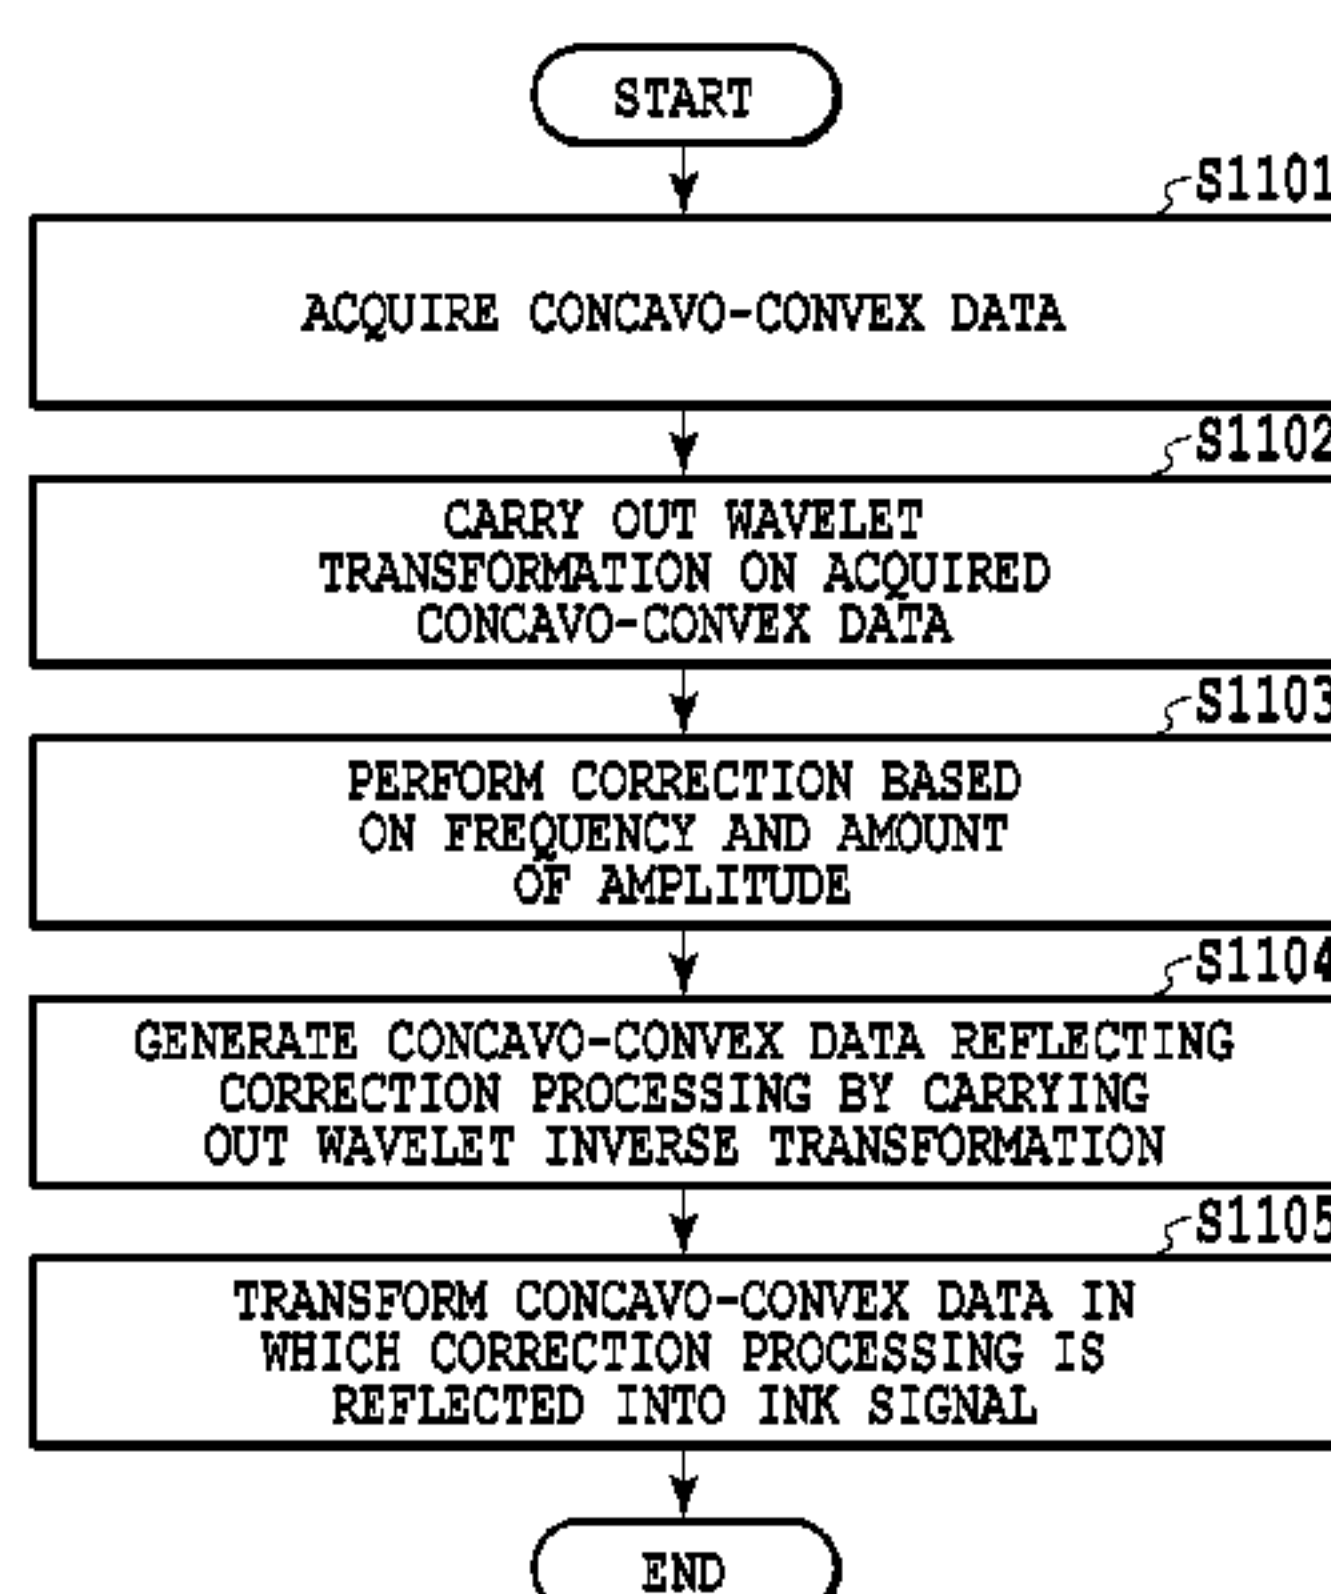 START
S1101
ACQUIRE CONCAVO-CONVEX DATA
S1102
CARRY OUT WAVELET
TRANSFORMATION ON ACQUIRED
CONCAVO-CONVEX DATA
S1103
PERFORM CORRECTION BASED
ON FREQUENCY AND AMOUNT
OF AMPLITUDE
S1104
GENERATE CONCAVO-CONVEX DATA REFLECTING
CORRECTION PROCESSING BY CARRYING
OUT WAVELET INVERSE TRANSFORMATION
S1105
TRANSFORM CONCAVO-CONVEX DATA IN
WHICH CORRECTION PROCESSING IS
REFLECTED INTO INK SIGNAL
END